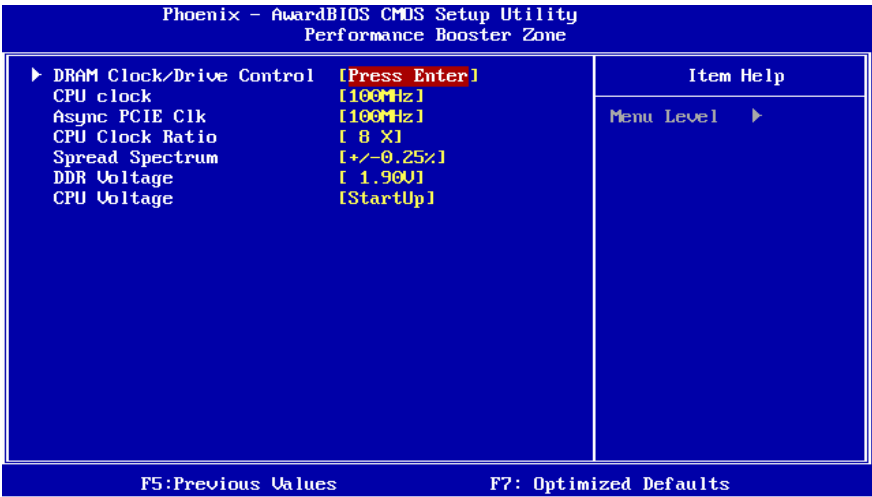 Phoenix - AwardBIOS CMOS Setup Utility
Performance Booster Zone
DRAM Clock/Drive Control [Press Enter]
CPU clock [100MHz]
Async PCIE Clk [100MHz]
CPU Clock Ratio [ 8 X]
Spread Spectrum [+/-0.25%]
DDR Voltage [ 1.90V]
CPU Voltage [StartUp]
Item Help
Menu Level
F5:Previous Values F7: Optimized Defaults